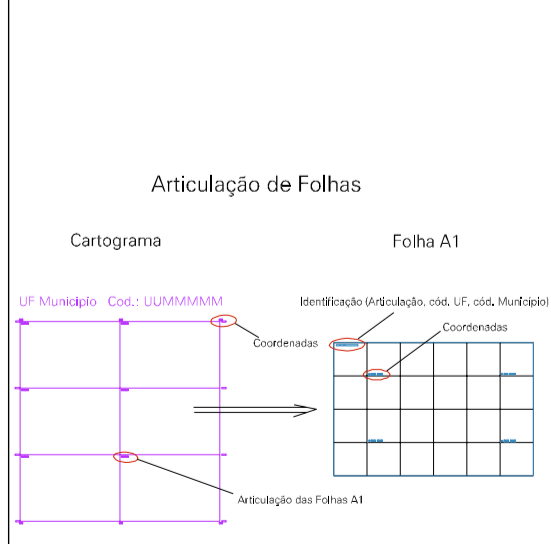 Articulação de Folhas
Cartograma
Folha A1
UF Município Cod.: UUMMMMM
Identificação (Articulação, cód. UF, cód. Município)
Coordenadas
Coordenadas
Articulação das Folhas A1